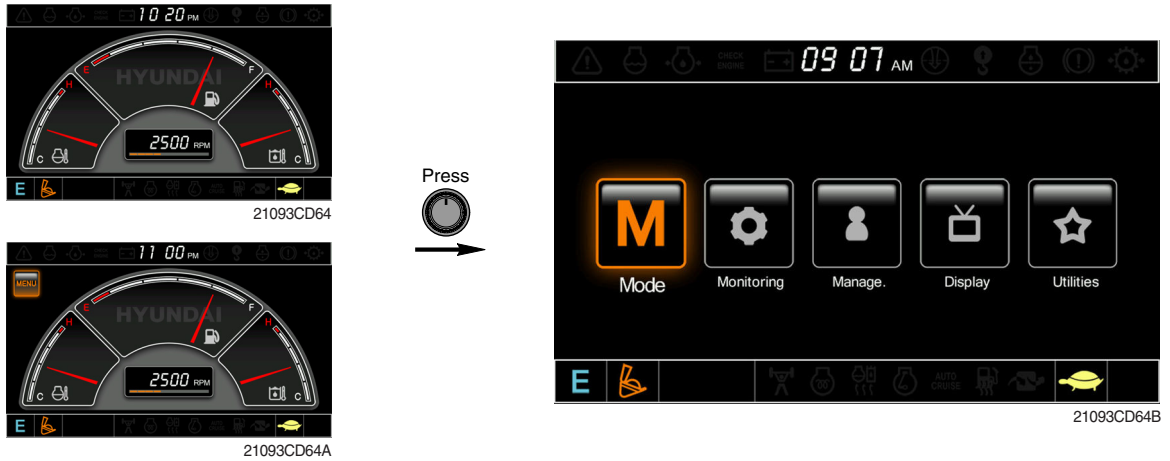 10 20 PM
E F
HYUNDAI
H H
2500 RPM
C C
E
21093CD64
11 00 PM
MENU
E F
HYUNDAI
H H
2500 RPM
C C
E
21093CD64A
Press
CHECK ENGINE 09 07 AM
M
Mode Monitoring Manage. Display Utilities
E AUTO CRUISE
21093CD64B